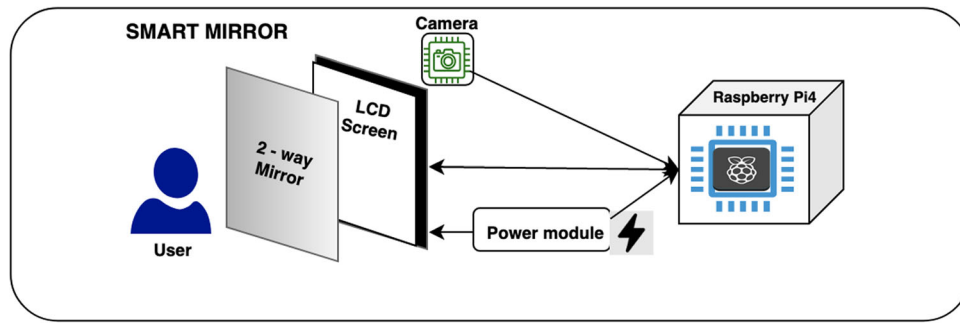 SMART MIRROR
Camera
LCD
Screen
2 - way
Mirror
User
Power module
Raspberry Pi4